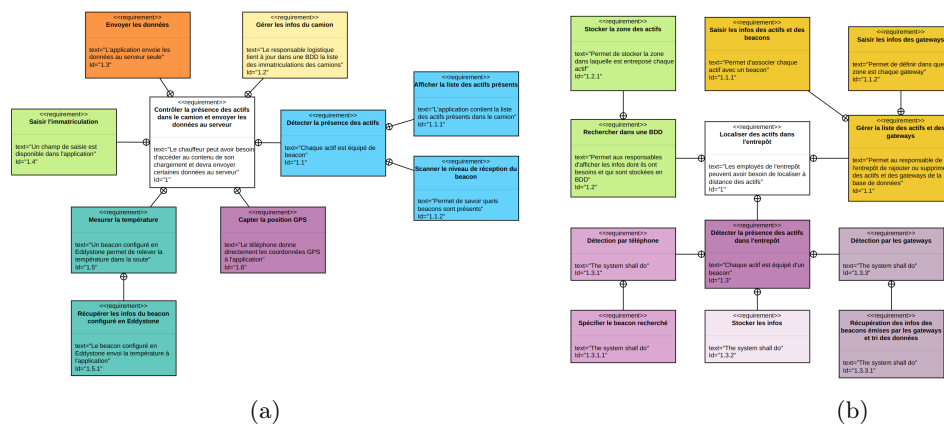 <<requirement>>
Envoyer les données
text="L'application envoie les
données au serveur seule"
Id="1.3"
<<requirement>>
Gérer les infos du camion
text="Le responsable logistique
tient à jour dans une BDD la liste
des immatriculations des camions"
Id="1.2"
<<requirement>>
Saisir l'immatriculation
text="Un champ de saisie est
disponible dans l'application"
Id="1.4"
<<requirement>>
Contrôler la présence des actifs
dans le camion et envoyer les
données au serveur
text="Le chauffeur peut avoir besoin
d'accéder au contenu de son
chargement et devra envoyer
certaines données au serveur"
Id="1"
<<requirement>>
Détecter la présence des actifs
text="Chaque actif est équipé de
beacon"
Id="1.1"
<<requirement>>
Afficher la liste des actifs présents
text="L'application contient la liste
des actifs présents dans le camion"
Id="1.1.1"
<<requirement>>
Scanner le niveau de réception du
beacon
text="Permet de savoir quels
beacons sont présents"
Id="1.1.2"
<<requirement>>
Mesurer la température
text="Un beacon configuré en
Eddystone permet de relever la
température dans la soute"
Id="1.5"
<<requirement>>
Capter la position GPS
text="Le téléphone donne
directement les coordonnées GPS
à l'application"
Id="1.6"
<<requirement>>
Récupérer les infos du beacon
configuré en Eddystone
text="Le beacon configuré en
Eddystone envoi la température à
l'application"
Id="1.5.1"
(a)
<<requirement>>
Stocker la zone des actifs
text="Permet de stocker la zone
dans laquelle est entreposé chaque
actif"
Id="1.2.1"
<<requirement>>
Saisir les infos des actifs et des
beacons
text="Permet d'associer chaque
actif avec un beacon"
Id="1.1.1"
<<requirement>>
Saisir les infos des gateways
text="Permet de définir dans que
zone est chaque gateway"
Id="1.1.2"
<<requirement>>
Rechercher dans une BDD
text="Permet aux responsables
d'afficher les infos dont ils ont
besoins et qui sont stockées en
BDD"
Id="1.2"
<<requirement>>
Localiser des actifs dans
l'entrepôt
text="Les employés de l'entrepôt
peuvent avoir besoin de localiser à
distance des actifs"
Id="1"
<<requirement>>
Gérer la liste des actifs et des
gateways
text="Permet au responsable de
l'entrepôt de rajouter ou supprime
des actifs et des gateways de la
base de données"
Id="1.1"
<<requirement>>
Détection par téléphone
text="The system shall do"
Id="1.3.1"
<<requirement>>
Détecter la présence des actifs
dans l'entrepôt
text="Chaque actif est équipé d'un
beacon"
Id="1.3"
<<requirement>>
Détection par les gateways
text="The system shall do"
Id="1.3.3"
<<requirement>>
Spécifier le beacon recherché
text="The system shall do"
Id="1.3.1.1"
<<requirement>>
Stocker les infos
text="The system shall do"
Id="1.3.2"
<<requirement>>
Récupération des infos des
beacons émises par les gateways
et tri des données
text="The system shall do"
Id="1.3.3.1"
(b)